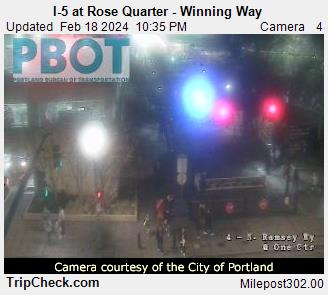 I-5 at Rose Quarter - Winning Way
Updated Feb 18 2024 10:35 PM Camera 4
PBOT
PORTLAND BUREAU OF TRANSPORTATION
4 - N. Ramsey Wy
@ One Ctr
Camera courtesy of the City of Portland
TripCheck.com Milepost302.00